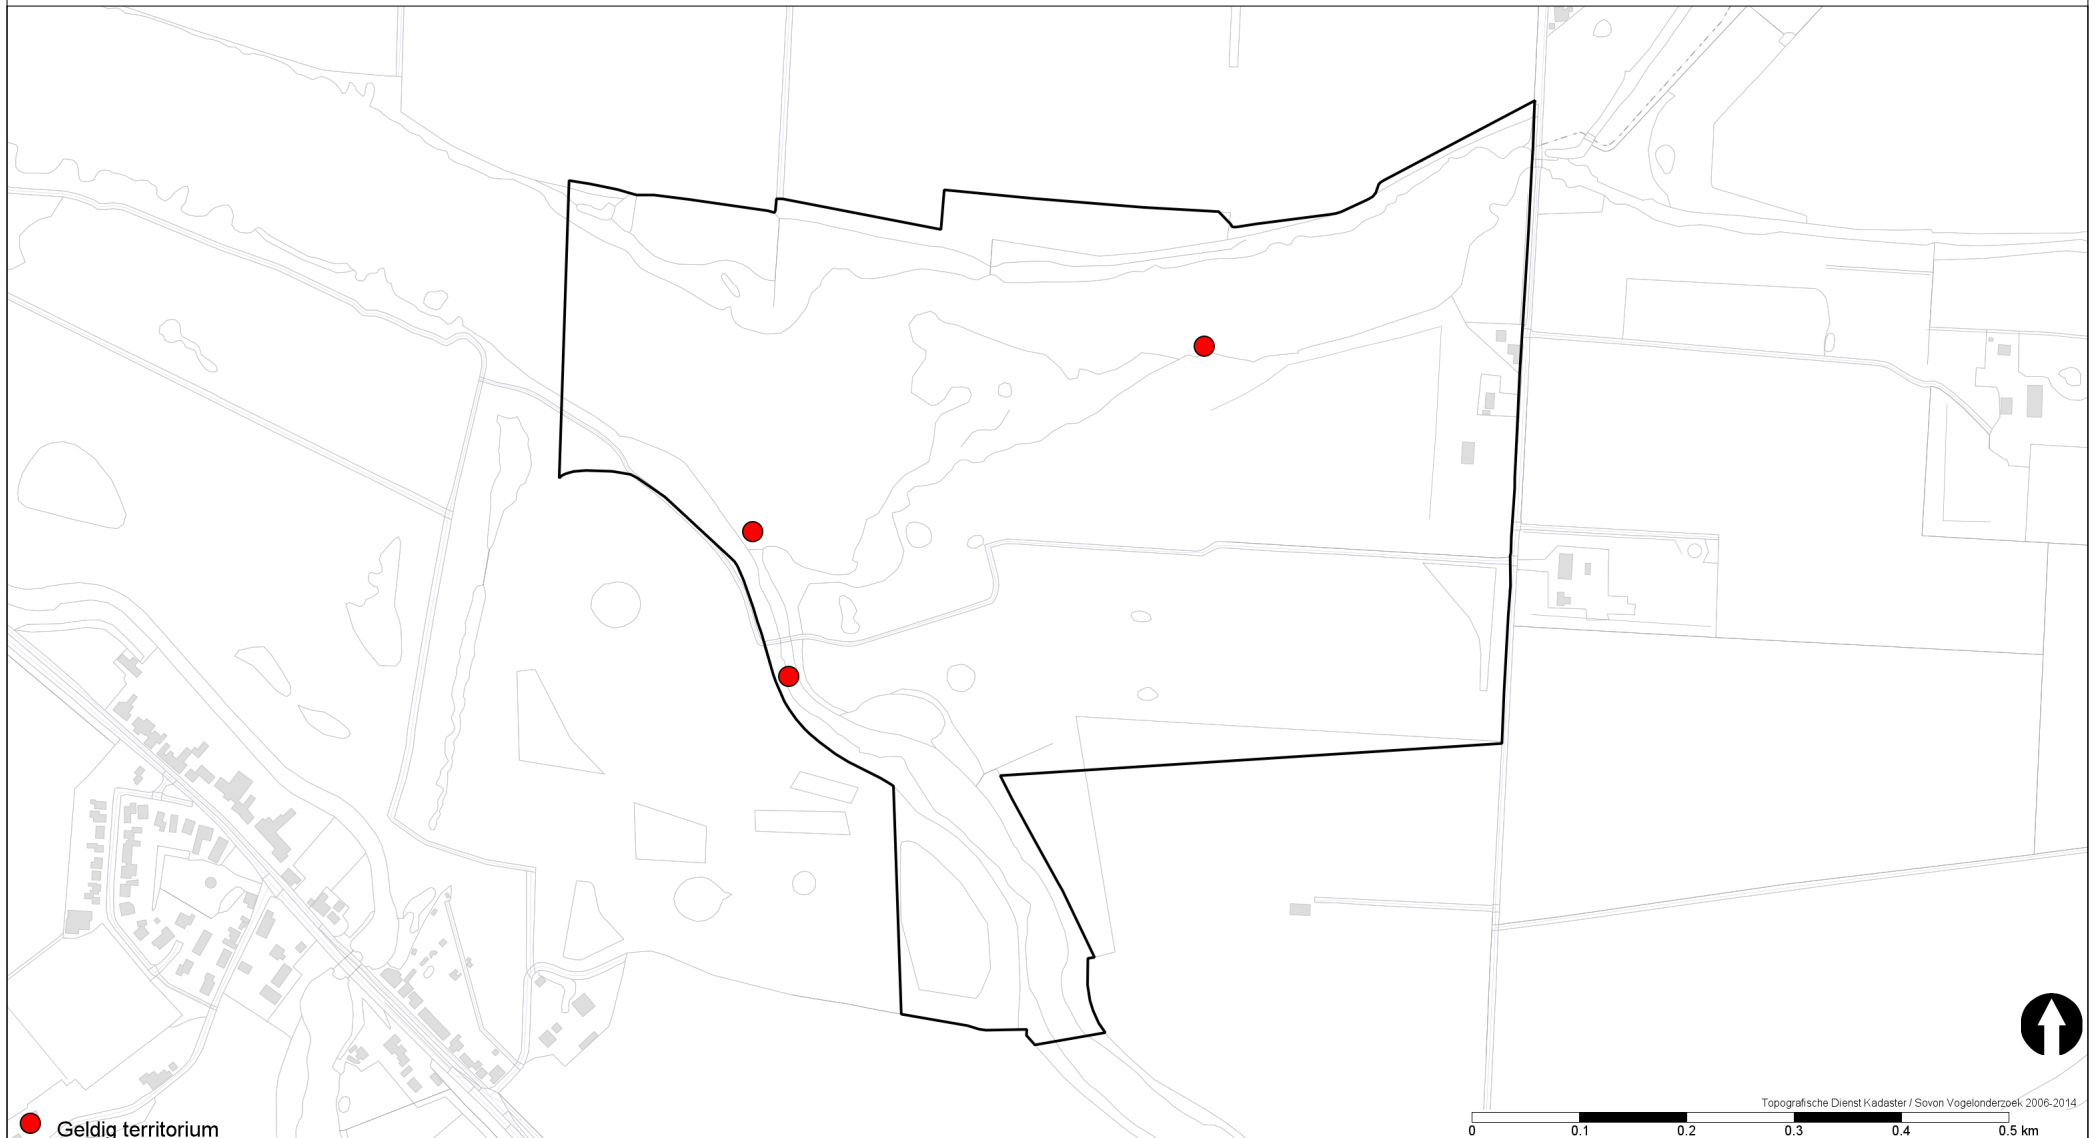 Topografische Dienst Kadaster / Sovon Vogelonderzoek 2006-2014
0 0.1 0.2 0.3 0.4 0.5 km
Geldig territorium